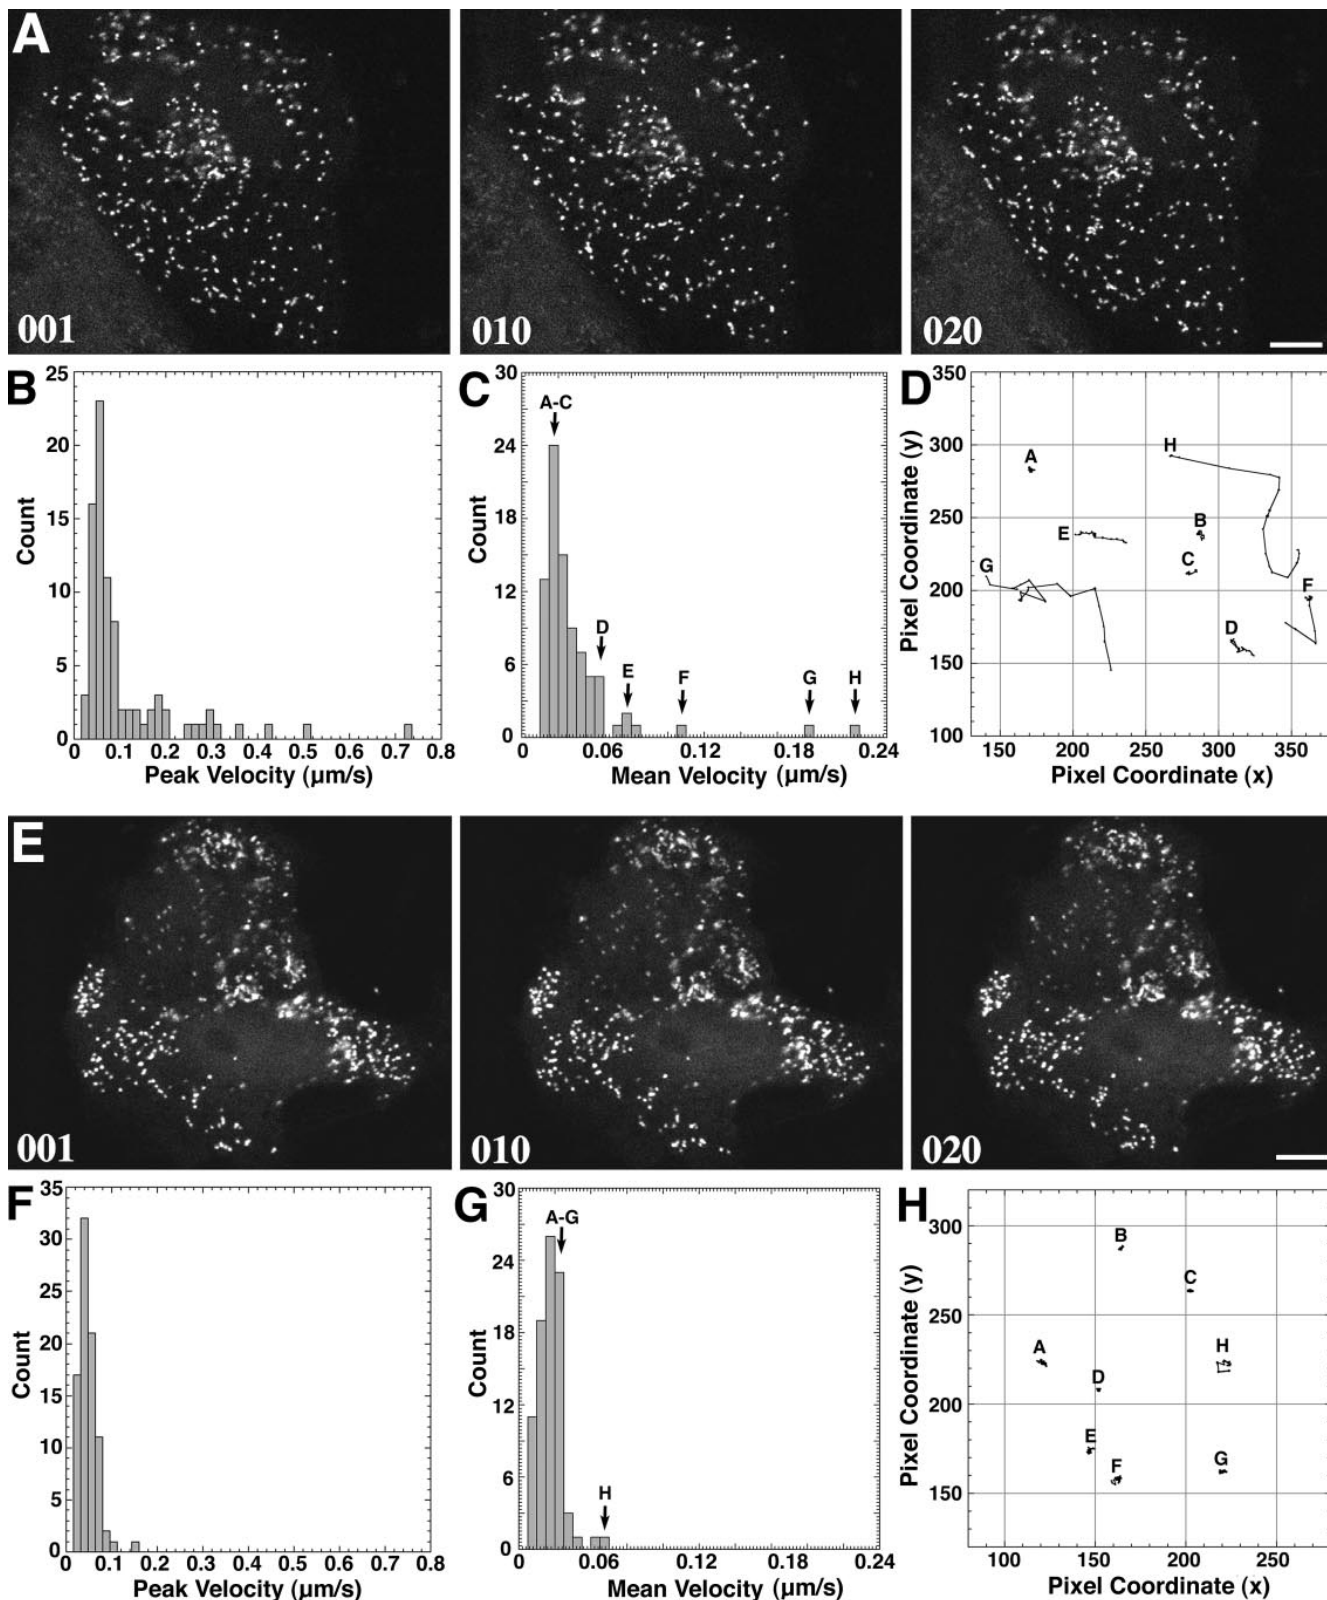 A
001
010
020
B
25
20
15
10
5
0
Count
0
0.1
0.2
0.3
0.4
0.5
0.6
0.7
0.8
Peak Velocity (µm/s)
C
30
24
18
12
6
0
Count
A-C
D
E
F
G
H
0
0.06
0.12
0.18
0.24
Mean Velocity (µm/s)
D
350
300
250
200
150
100
Pixel Coordinate (y)
A
H
B
E
C
G
F
D
150
200
250
300
350
Pixel Coordinate (x)
E
001
010
020
F
35
30
25
20
15
10
5
0
Count
0
0.1
0.2
0.3
0.4
0.5
0.6
0.7
0.8
Peak Velocity (µm/s)
G
30
24
18
12
6
0
Count
A-G
H
0
0.06
0.12
0.18
0.24
Mean Velocity (µm/s)
H
300
250
200
150
Pixel Coordinate (y)
B
C
A
H
D
E
F
G
100
150
200
250
Pixel Coordinate (x)